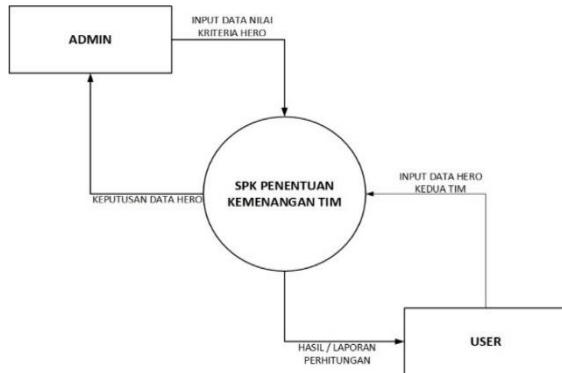 INPUT DATA NILAI
KRITERIA HERO
ADMIN
SPK PENENTUAN
KEMENANGAN TIM
INPUT DATA HERO
KEDUA TIM
KEPUTUSAN DATA HERO
HASIL / LAPORAN
PERHITUNGAN
USER